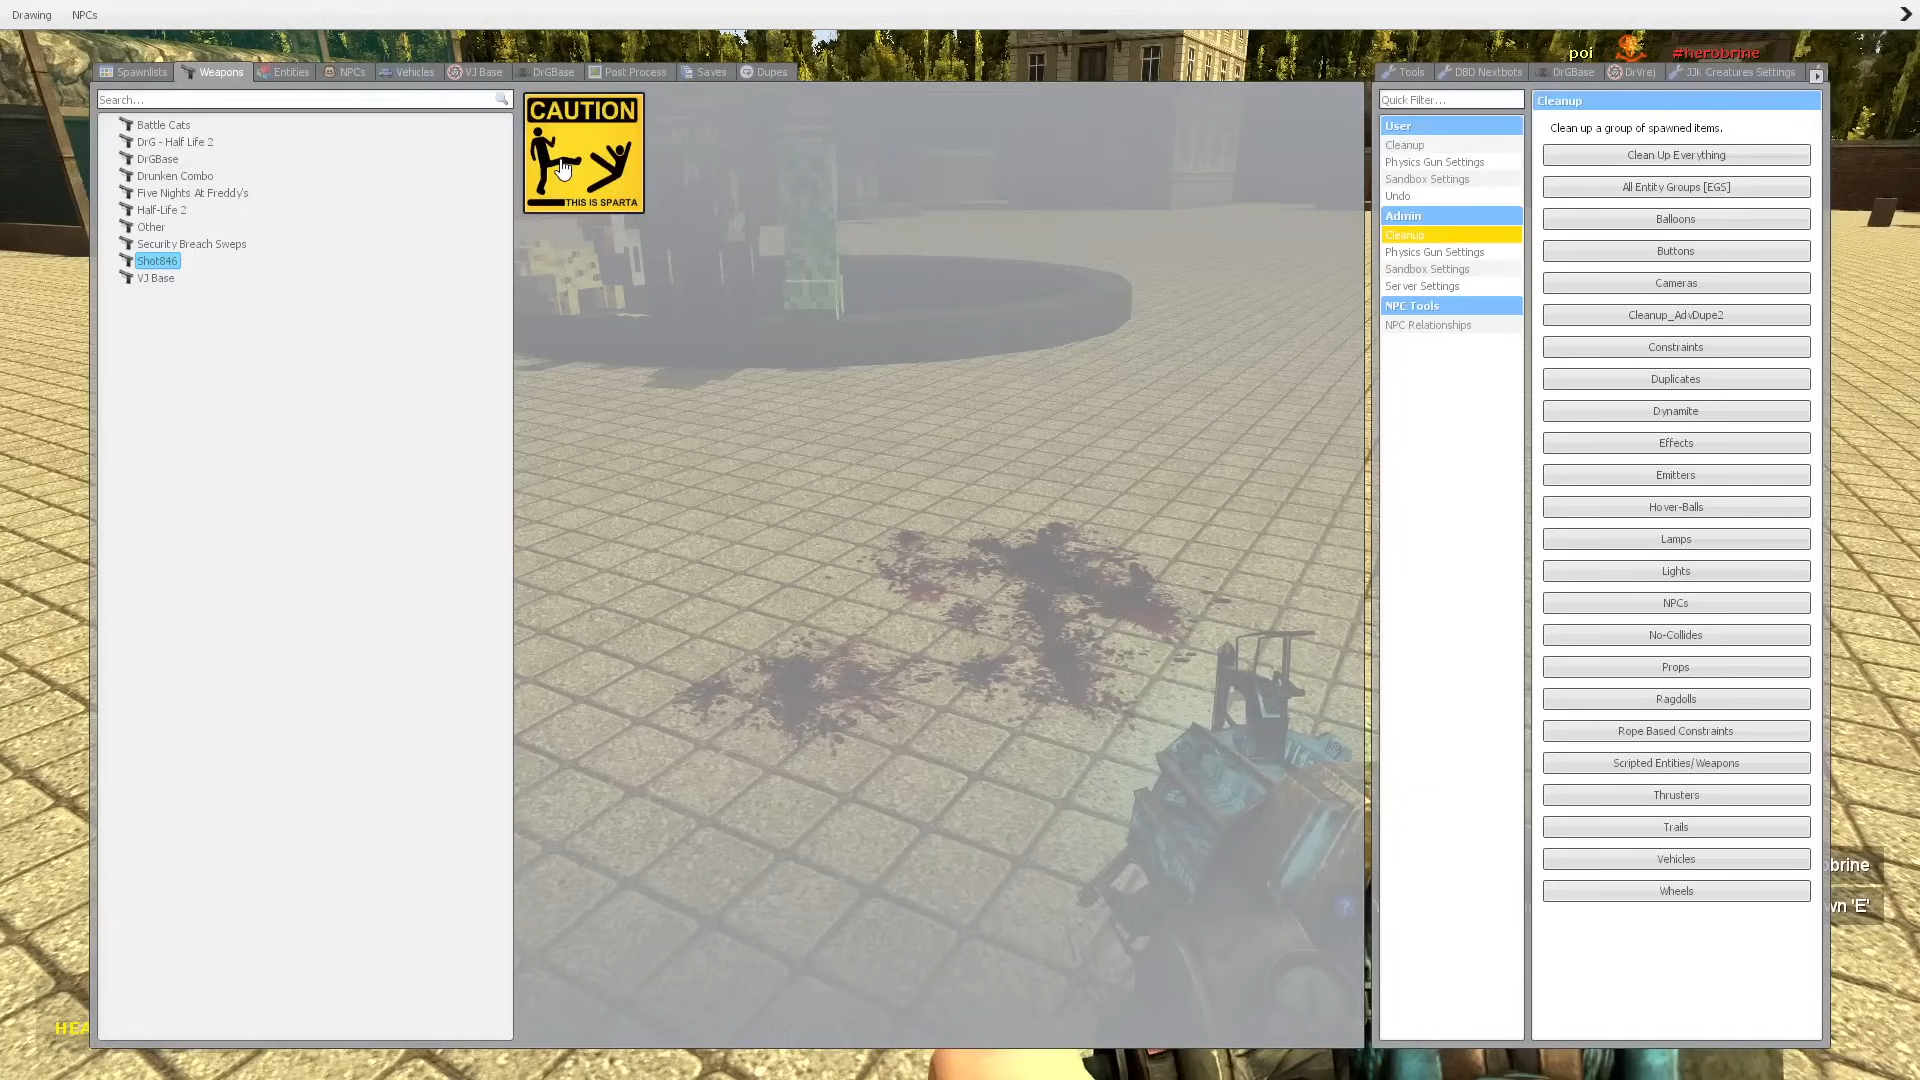 Drawing NPCs
poi #herobrine
Spawnlists Weapons Entities NPCs Vehicles VJ Base DrGBase Post Process Saves Dupes
Tools DBD Nextbots DrGBase DrVrej JJk Creatures Settings
Search...
Battle Cats
DrG - Half Life 2
DrGBase
Drunken Combo
Five Nights At Freddy's
Half-Life 2
Other
Security Breach Sweps
Shot846
VJ Base
CAUTION
THIS IS SPARTA
Quick Filter...
User
Cleanup
Physics Gun Settings
Sandbox Settings
Undo
Admin
Cleanup
Physics Gun Settings
Sandbox Settings
Server Settings
NPC Tools
NPC Relationships
Cleanup
Clean up a group of spawned items.
Clean Up Everything
All Entity Groups [EGS]
Balloons
Buttons
Cameras
Cleanup_AdvDupe2
Constraints
Duplicates
Dynamite
Effects
Emitters
Hover-Balls
Lamps
Lights
NPCs
No-Collides
Props
Ragdolls
Rope Based Constraints
Scripted Entities/Weapons
Thrusters
Trails
Vehicles
Wheels
obrine
wn 'E'
HEA